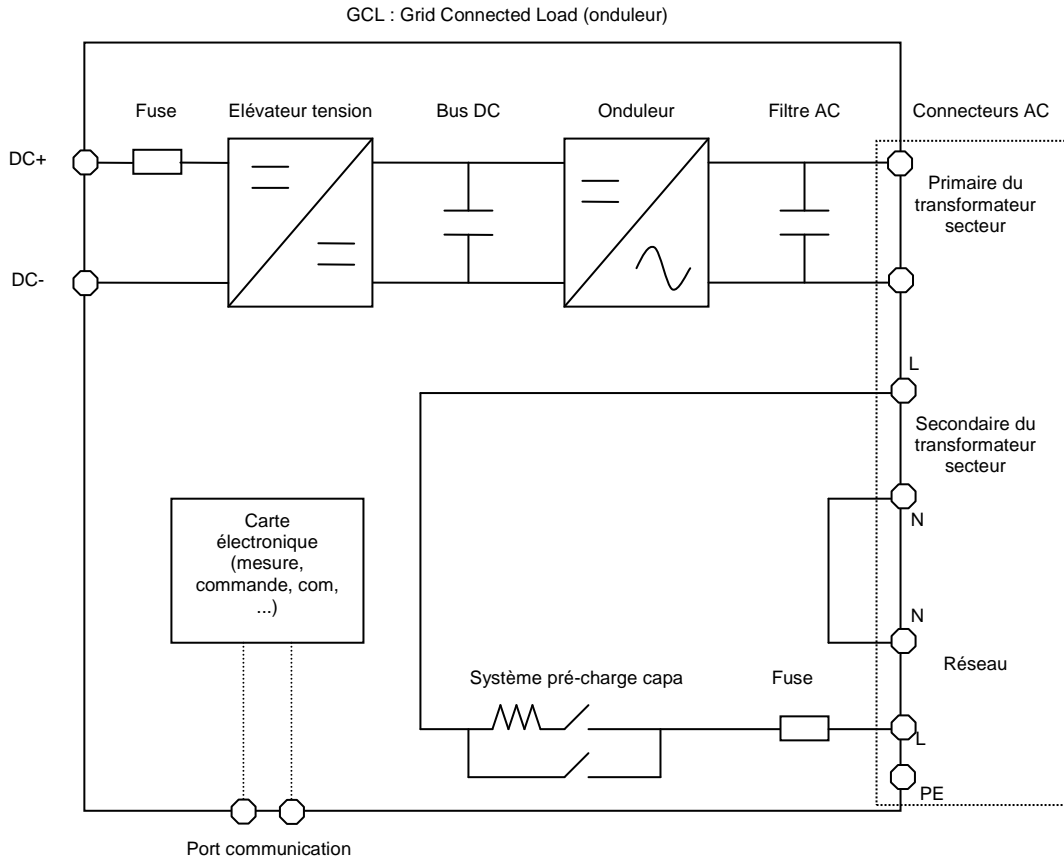 GCL : Grid Connected Load (onduleur)
Fuse
Elévateur tension
Bus DC
Onduleur
Filtre AC
Connecteurs AC
DC+
DC-
Primaire du
transformateur
secteur
L
Secondaire du
transformateur
secteur
N
Carte
électronique
(mesure,
commande, com,
...)
N
Réseau
Système pré-charge capa
Fuse
L
PE
Port communication